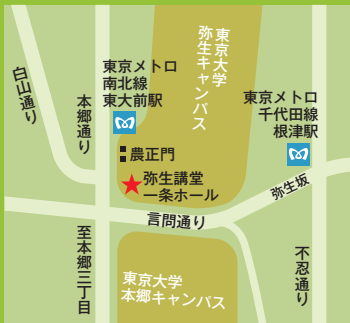 白山通り
本郷通り
東京メトロ
南北線
東大前駅
東京大学
弥生キャンパス
東京メトロ
千代田線
根津駅
農正門
弥生講堂
一条ホール
弥生坂
言問通り
至本郷三丁目
東京大学
本郷キャンパス
不忍通り